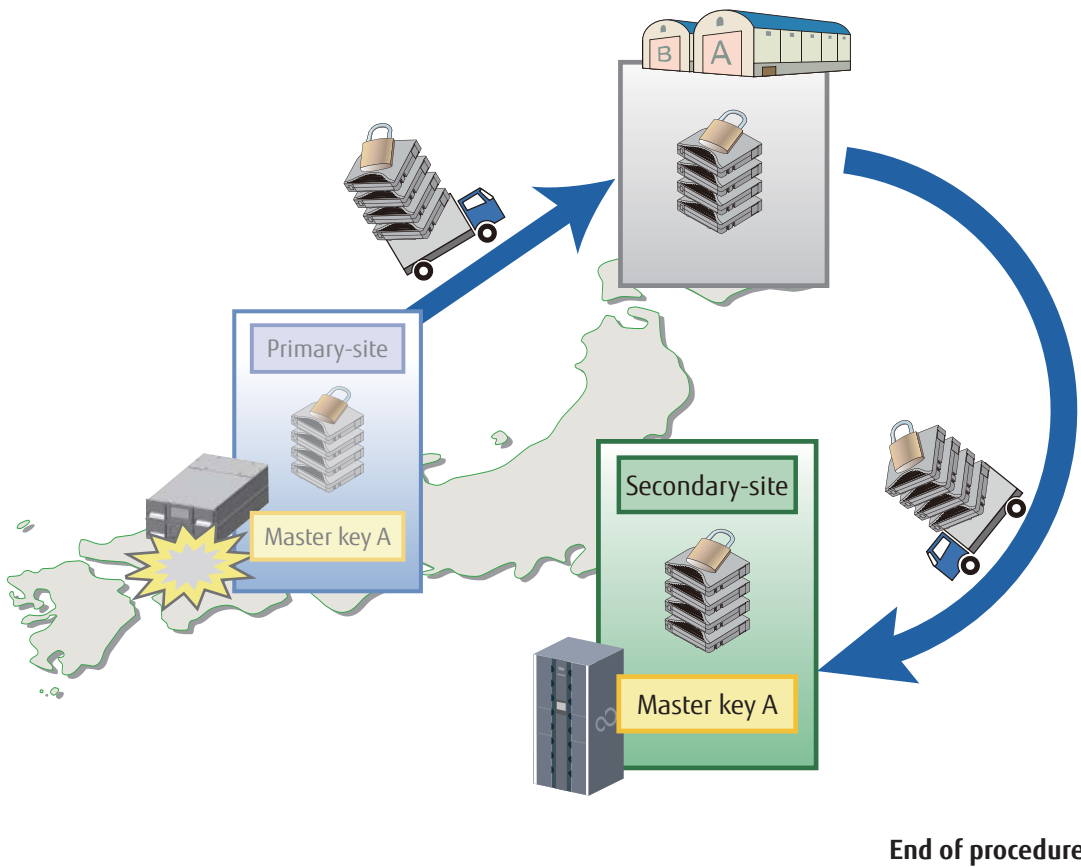 B
A
Primary-site
Master key A
Secondary-site
Master key A
End of procedure